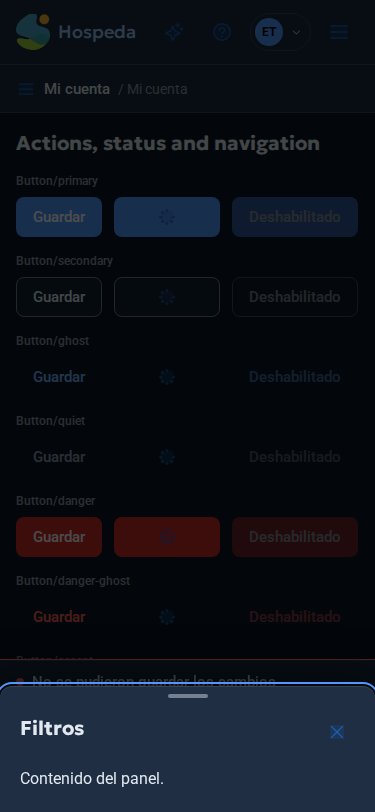 Hospeda
ET
Mi cuenta / Mi cuenta
Actions, status and navigation
Button/primary
Guardar
Deshabilitado
Button/secondary
Guardar
Deshabilitado
Button/ghost
Guardar
Deshabilitado
Button/quiet
Guardar
Deshabilitado
Button/danger
Guardar
Deshabilitado
Button/danger-ghost
Guardar
Deshabilitado
No se pudieron guardar los cambios
Filtros
Contenido del panel.